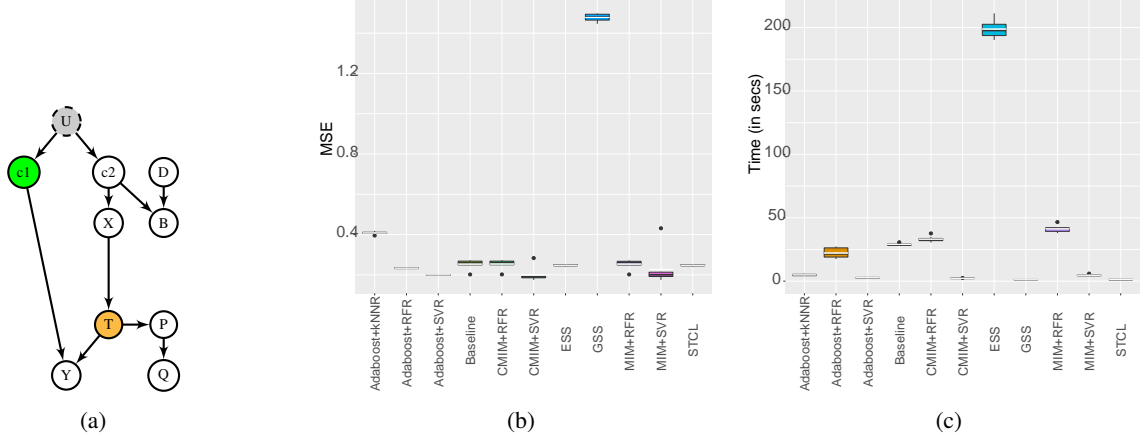 U
c1
c2
D
X
B
T
P
Y
Q
(a)
MSE
1.2
0.8
0.4
Adaboost+kNNR
Adaboost+RFR
Adaboost+SVR
Baseline
CMIM+RFR
CMIM+SVR
ESS
GSS
MIM+RFR
MIM+SVR
STCL
(b)
Time (in secs)
200
150
100
50
0
Adaboost+kNNR
Adaboost+RFR
Adaboost+SVR
Baseline
CMIM+RFR
CMIM+SVR
ESS
GSS
MIM+RFR
MIM+SVR
STCL
(c)